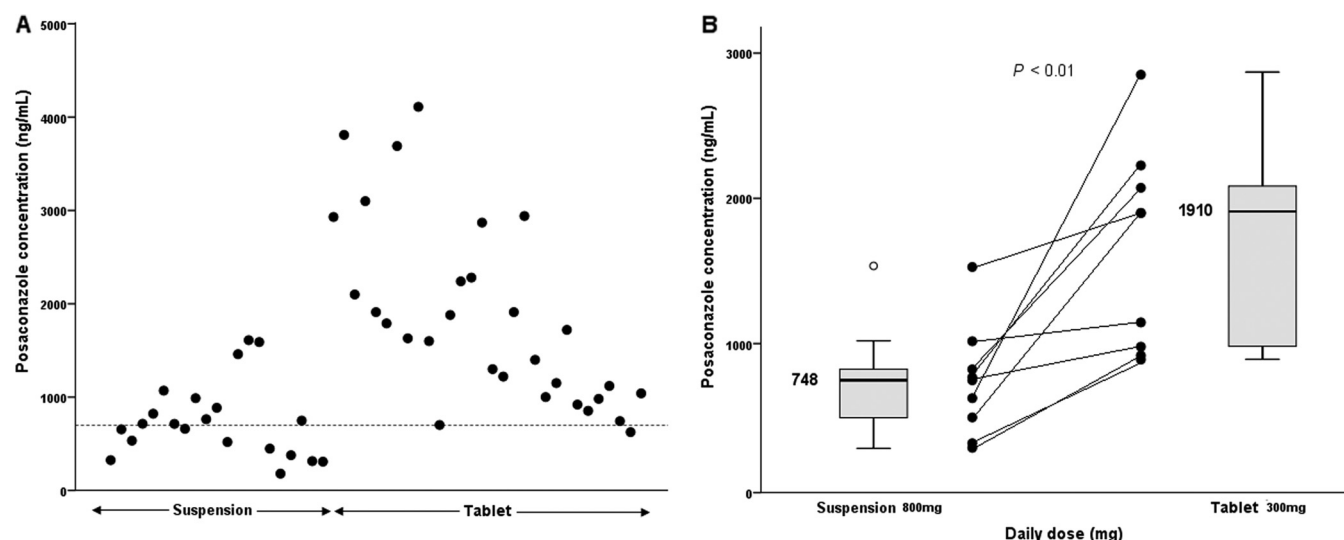 A
Posaconazole concentration (ng/mL)
5000
4000
3000
2000
1000
0
Suspension
Tablet
B
Posaconazole concentration (ng/mL)
3000
2000
1000
0
P < 0.01
748
1910
Suspension 800mg
Tablet 300mg
Daily dose (mg)